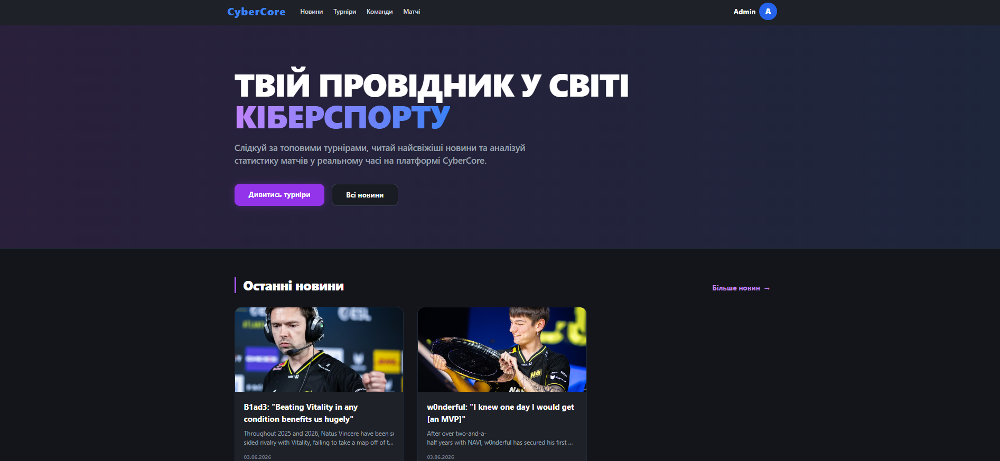 CyberCore
Новини
Турніри
Команди
Матчі
Admin
A
ТВІЙ ПРОВІДНИК У СВІТІ
КІБЕРСПОРТУ
Слідкуй за топовими турнірами, читай найсвіжіші новини та аналізуй
статистику матчів у реальному часі на платформі CyberCore.
Дивитись турніри
Всі новини
Останні новини
Більше новин →
ESL
DHL
NAVI
B1ad3: "Beating Vitality in any
condition benefits us hugely"
Throughout 2025 and 2026, Natus Vincere have been
sided rivalry with Vitality, failing to take a map off of t...
03.06.2026
w0nderful: "I knew one day I would get
[an MVP]"
After over two-and-a-
half years with NAVI, w0nderful has secured his first ...
03.06.2026